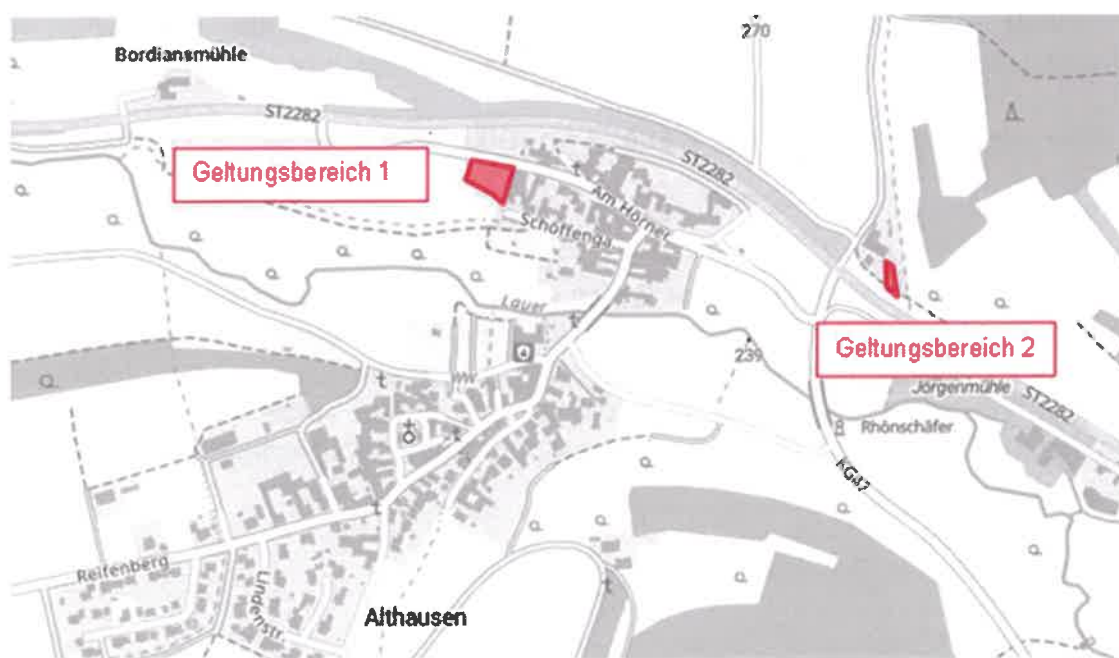 270
Bordiansmühle
ST2282
ST2282
Geltungsbereich 1
Am Hörner
Schöffenga.
Lauer
239
Geltungsbereich 2
Jörgenmühle
ST2282
Rhönschäfer
KG47
Reifenberg
Lindenstr.
Althausen